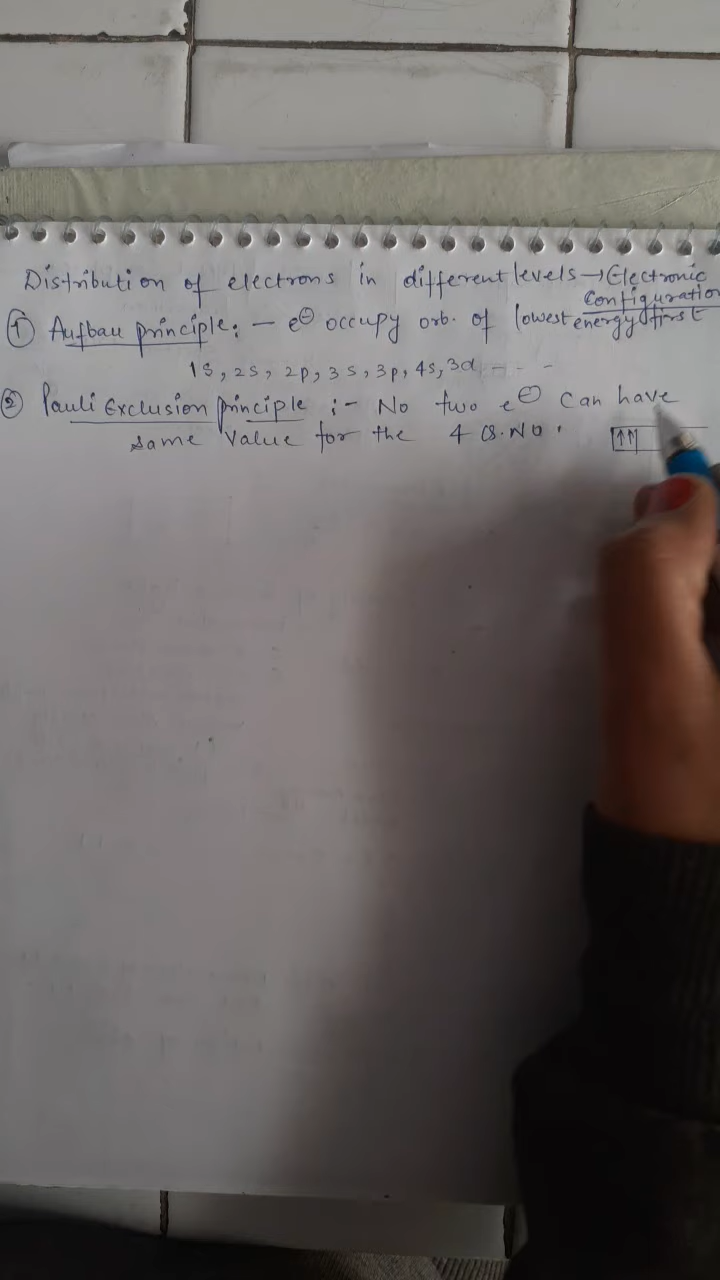 Distribution of electrons in different levels → Electronic
Configuration
① Aufbau principle: – e⊖ occupy orb. of lowest energy first
1s, 2s, 2p, 3s, 3p, 4s, 3d - - -
② Pauli Exclusion principle :- No two e⊖ can have
same value for the 4 Q.No. ↑↑